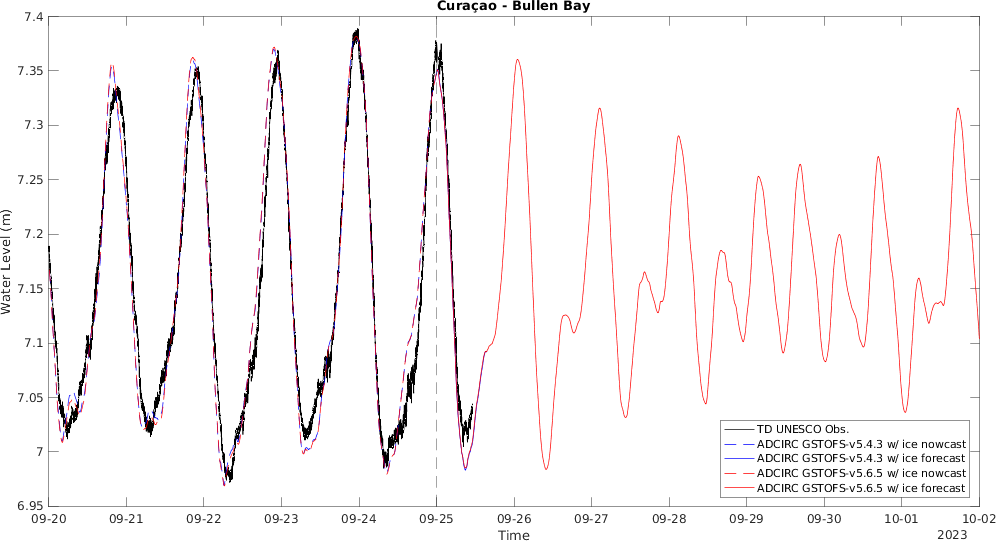 Curaçao - Bullen Bay
7.4
7.35
7.3
7.25
7.2
7.15
7.1
7.05
7
6.95
Water Level (m)
09-20 09-21 09-22 09-23 09-24 09-25 09-26 09-27 09-28 09-29 09-30 10-01 10-02
Time
2023
TD UNESCO Obs.
ADCIRC GSTOFS-v5.4.3 w/ ice nowcast
ADCIRC GSTOFS-v5.4.3 w/ ice forecast
ADCIRC GSTOFS-v5.6.5 w/ ice nowcast
ADCIRC GSTOFS-v5.6.5 w/ ice forecast